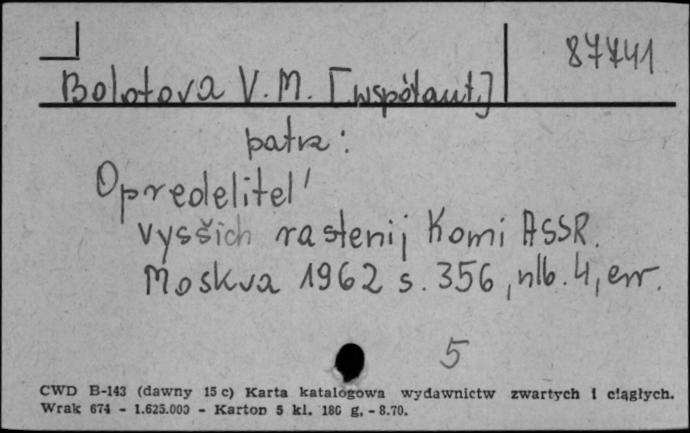 87741
Bolotova V. M. [współaut.]
patrz:
Opredelitel'
vysšich rastenij Komi ASSR.
Moskva 1962 s. 356, nlb. 4, err.
5
CWD B-143 (dawny 15 c) Karta katalogowa wydawnictw zwartych i ciągłych.
Wrak 674 - 1.625.000 - Karton 5 kl. 180 g. - 8.70.